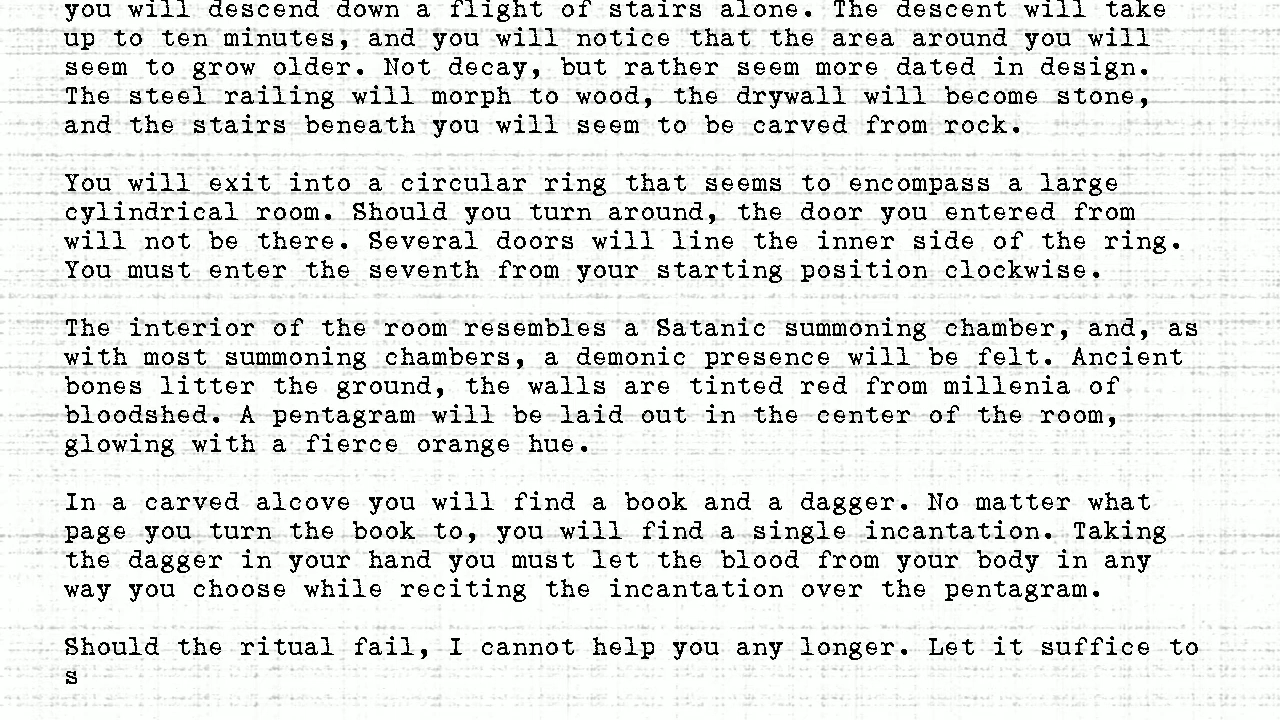 you will descend down a flight of stairs alone. The descent will take
up to ten minutes, and you will notice that the area around you will
seem to grow older. Not decay, but rather seem more dated in design.
The steel railing will morph to wood, the drywall will become stone,
and the stairs beneath you will seem to be carved from rock.
You will exit into a circular ring that seems to encompass a large
cylindrical room. Should you turn around, the door you entered from
will not be there. Several doors will line the inner side of the ring.
You must enter the seventh from your starting position clockwise.
The interior of the room resembles a Satanic summoning chamber, and, as
with most summoning chambers, a demonic presence will be felt. Ancient
bones litter the ground, the walls are tinted red from millenia of
bloodshed. A pentagram will be laid out in the center of the room,
glowing with a fierce orange hue.
In a carved alcove you will find a book and a dagger. No matter what
page you turn the book to, you will find a single incantation. Taking
the dagger in your hand you must let the blood from your body in any
way you choose while reciting the incantation over the pentagram.
Should the ritual fail, I cannot help you any longer. Let it suffice to
s